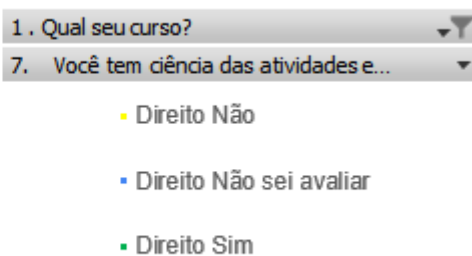 1 . Qual seu curso?
7. Você tem ciência das atividades e...
Direito Não
Direito Não sei avaliar
Direito Sim